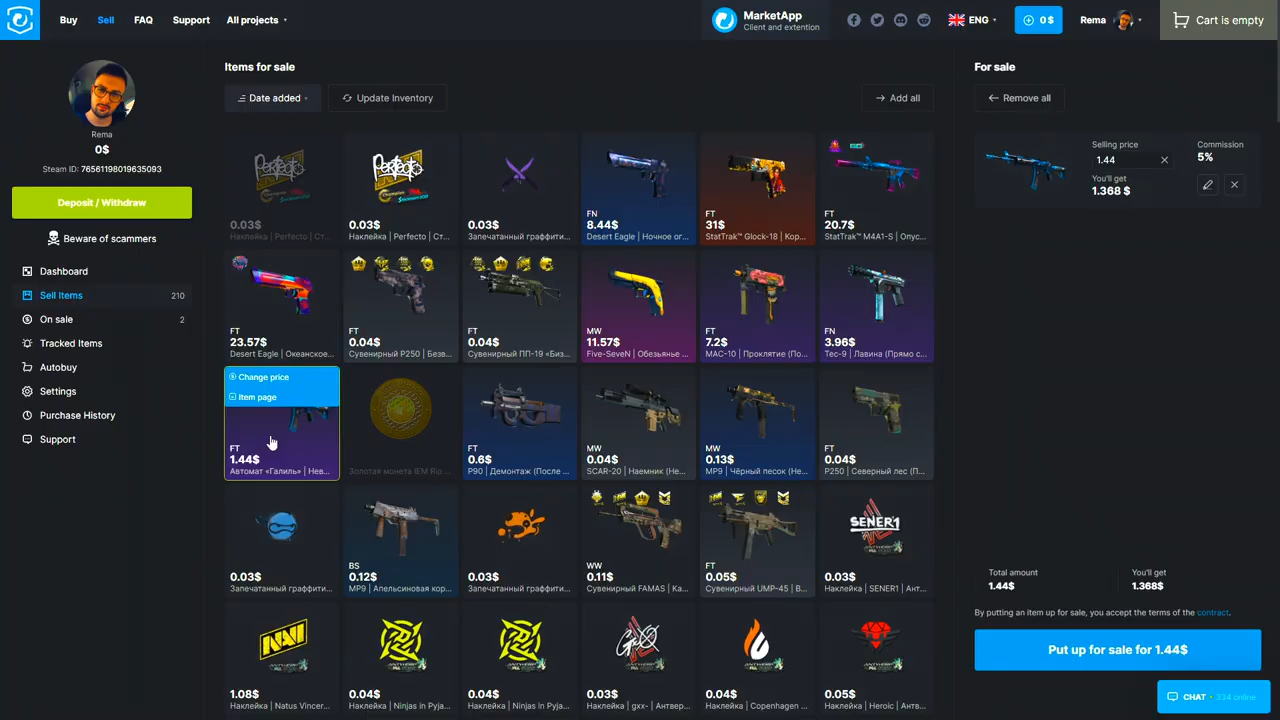 Buy
Sell
FAQ
Support
All projects
MarketApp
Client and extention
ENG
0 $
Rema
Cart is empty
Rema
0$
Steam ID: 76561198019635093
Deposit / Withdraw
Beware of scammers
Dashboard
Sell Items 210
On sale 2
Tracked Items
Autobuy
Settings
Purchase History
Support
Items for sale
Date added
Update Inventory
Add all
0.03$
Наклейка | Perfecto | Ст...
0.03$
Наклейка | Perfecto | Ст...
0.03$
Запечатанный граффити...
FN
8.44$
Desert Eagle | Ночное ог...
FT
31$
StatTrak™ Glock-18 | Кор...
FT
20.7$
StatTrak™ M4A1-S | Опус...
FT
23.57$
Desert Eagle | Океанское...
FT
0.04$
Сувенирный P250 | Безв...
FT
0.04$
Сувенирный ПП-19 «Биз...
MW
11.57$
Five-SeveN | Обезьянье ...
FT
7.2$
MAC-10 | Проклятие (По...
FN
3.96$
Tec-9 | Лавина (Прямо с...
Change price
Item page
FT
1.44$
Автомат «Галиль» | Нев...
Золотая монета IEM Rio ...
FT
0.6$
P90 | Демонтаж (После ...
MW
0.04$
SCAR-20 | Наемник (Не...
MW
0.13$
MP9 | Чёрный песок (Не...
FT
0.04$
P250 | Северный лес (П...
0.03$
Запечатанный граффити...
BS
0.12$
MP9 | Апельсиновая кор...
0.03$
Запечатанный граффити...
WW
0.11$
Сувенирный FAMAS | Ка...
FT
0.05$
Сувенирный UMP-45 | В...
SENER1
0.03$
Наклейка | SENER1 | Ант...
NAVI
1.08$
Наклейка | Natus Vincer...
0.04$
Наклейка | Ninjas in Pyja...
0.04$
Наклейка | Ninjas in Pyja...
0.03$
Наклейка | gxx- | Антвер...
0.04$
Наклейка | Copenhagen ...
0.05$
Наклейка | Heroic | Антв...
For sale
Remove all
Selling price
1.44
Commission
5%
You'll get
1.368 $
Total amount
1.44$
You'll get
1.368$
By putting an item up for sale, you accept the terms of the contract.
Put up for sale for 1.44$
CHAT • 334 online